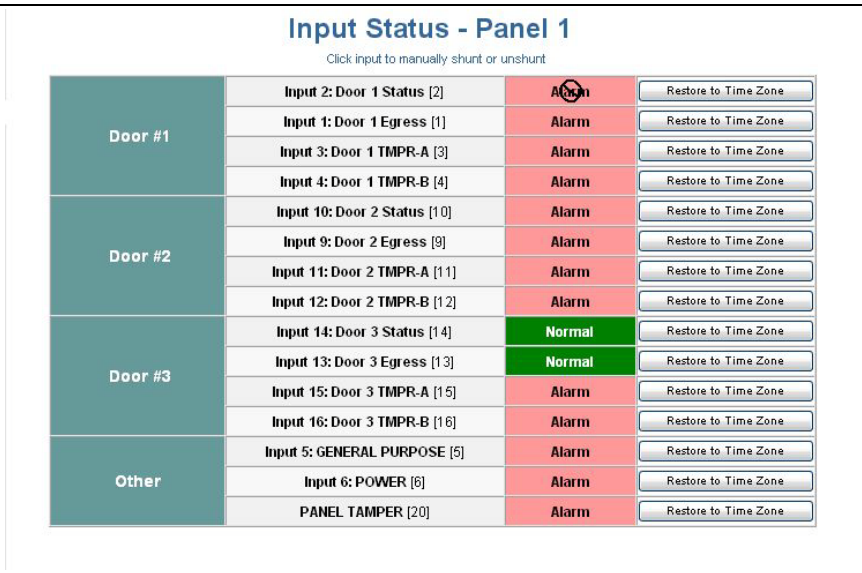 Input Status - Panel 1
Click input to manually shunt or unshunt
Door #1
Input 2: Door 1 Status [2] Alarm Restore to Time Zone
Input 1: Door 1 Egress [1] Alarm Restore to Time Zone
Input 3: Door 1 TMPR-A [3] Alarm Restore to Time Zone
Input 4: Door 1 TMPR-B [4] Alarm Restore to Time Zone
Door #2
Input 10: Door 2 Status [10] Alarm Restore to Time Zone
Input 9: Door 2 Egress [9] Alarm Restore to Time Zone
Input 11: Door 2 TMPR-A [11] Alarm Restore to Time Zone
Input 12: Door 2 TMPR-B [12] Alarm Restore to Time Zone
Door #3
Input 14: Door 3 Status [14] Normal Restore to Time Zone
Input 13: Door 3 Egress [13] Normal Restore to Time Zone
Input 15: Door 3 TMPR-A [15] Alarm Restore to Time Zone
Input 16: Door 3 TMPR-B [16] Alarm Restore to Time Zone
Other
Input 5: GENERAL PURPOSE [5] Alarm Restore to Time Zone
Input 6: POWER [6] Alarm Restore to Time Zone
PANEL TAMPER [20] Alarm Restore to Time Zone